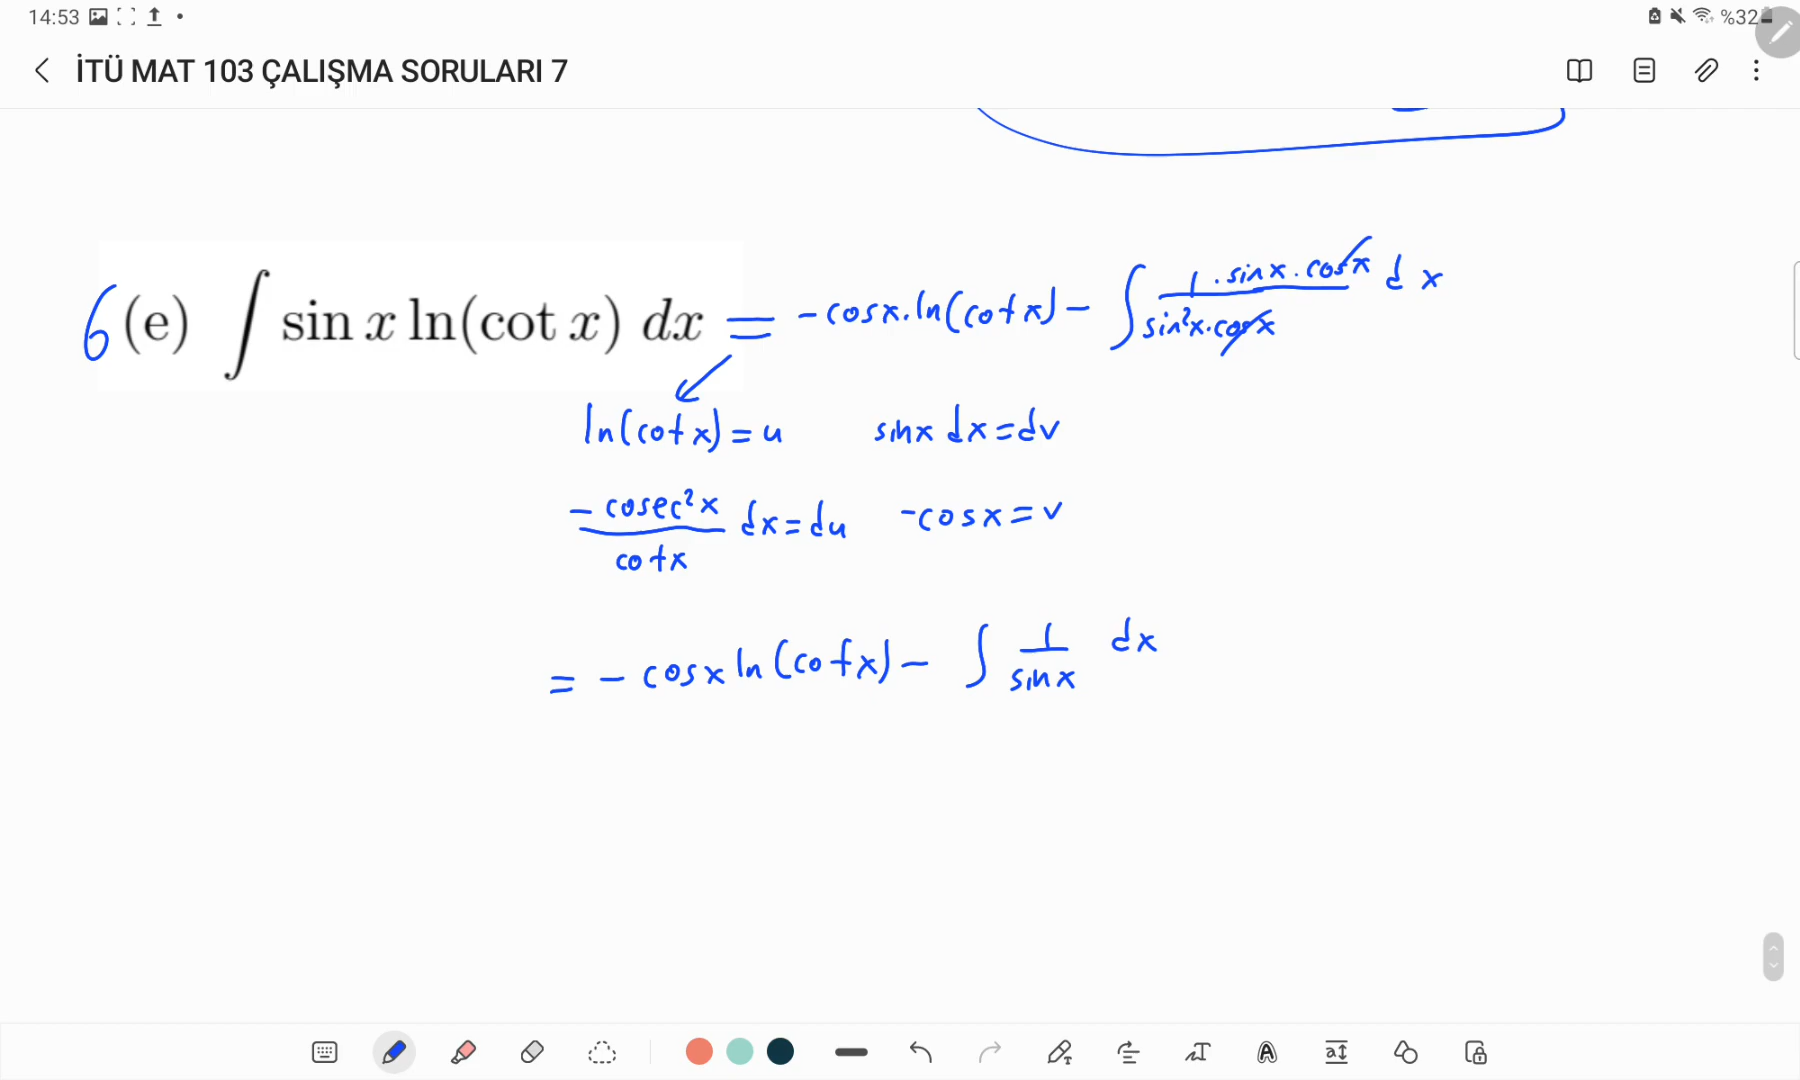 14:53
%32
İTÜ MAT 103 ÇALIŞMA SORULARI 7
6 (e) ∫ sin x ln(cot x) dx = -cosx.ln(cotx) - ∫ (1.sinx.cosx)/(sin²x.cosx) dx
ln(cotx)=u sinx dx=dv
-cosec²x/cotx dx=du -cosx=v
= -cosx ln(cotx) - ∫ 1/sinx dx